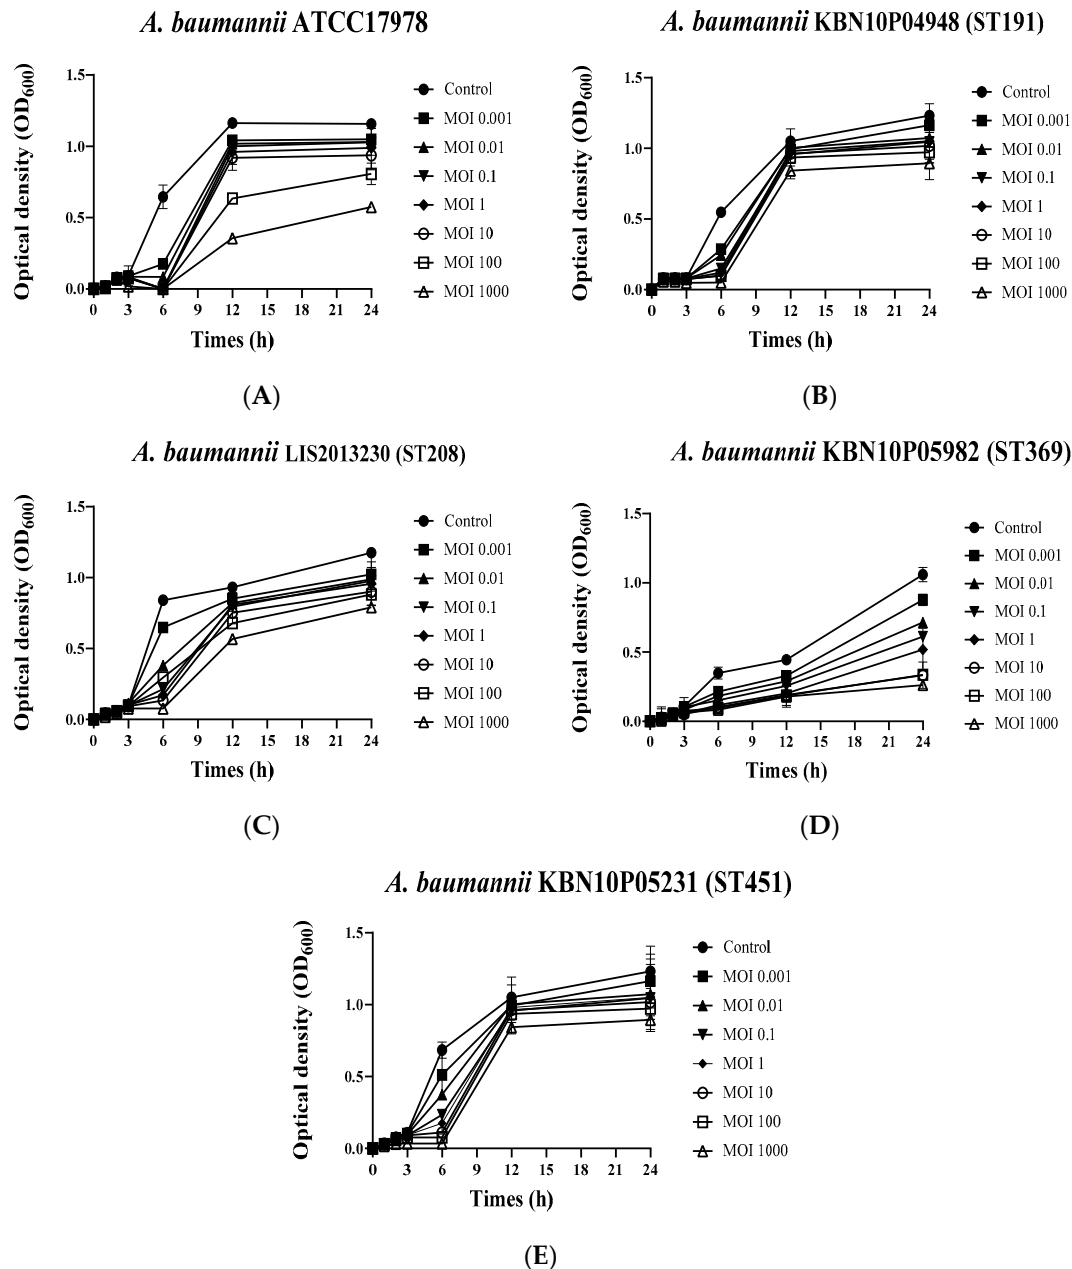 A. baumannii ATCC17978
A. baumannii KBN10P04948 (ST191)
Optical density (OD600)
1.5
1.0
0.5
0.0
0 3 6 9 12 15 18 21 24
Times (h)
Control
MOI 0.001
MOI 0.01
MOI 0.1
MOI 1
MOI 10
MOI 100
MOI 1000
(A)
Optical density (OD600)
1.5
1.0
0.5
0.0
0 3 6 9 12 15 18 21 24
Times (h)
Control
MOI 0.001
MOI 0.01
MOI 0.1
MOI 1
MOI 10
MOI 100
MOI 1000
(B)
A. baumannii LIS2013230 (ST208)
A. baumannii KBN10P05982 (ST369)
Optical density (OD600)
1.5
1.0
0.5
0.0
0 3 6 9 12 15 18 21 24
Times (h)
Control
MOI 0.001
MOI 0.01
MOI 0.1
MOI 1
MOI 10
MOI 100
MOI 1000
(C)
Optical density (OD600)
1.5
1.0
0.5
0.0
0 3 6 9 12 15 18 21 24
Times (h)
Control
MOI 0.001
MOI 0.01
MOI 0.1
MOI 1
MOI 10
MOI 100
MOI 1000
(D)
A. baumannii KBN10P05231 (ST451)
Optical density (OD600)
1.5
1.0
0.5
0.0
0 3 6 9 12 15 18 21 24
Times (h)
Control
MOI 0.001
MOI 0.01
MOI 0.1
MOI 1
MOI 10
MOI 100
MOI 1000
(E)